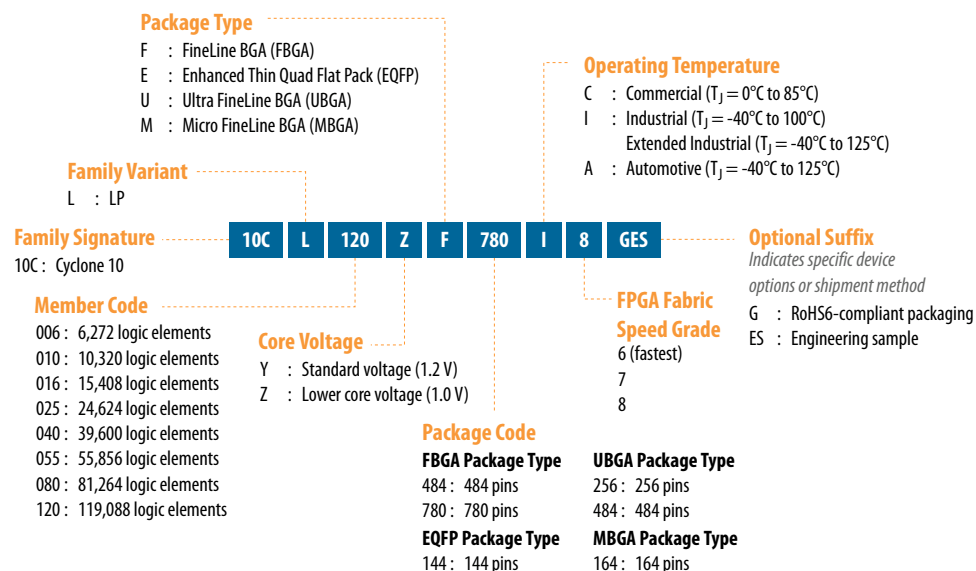 Package Type
F : FineLine BGA (FBGA)
E : Enhanced Thin Quad Flat Pack (EQFP)
U : Ultra FineLine BGA (UBGA)
M : Micro FineLine BGA (MBGA)
Operating Temperature
C : Commercial (TJ = 0°C to 85°C)
I : Industrial (TJ = -40°C to 100°C)
Extended Industrial (TJ = -40°C to 125°C)
A : Automotive (TJ = -40°C to 125°C)
Family Variant
L : LP
Family Signature
10C : Cyclone 10
10C L 120 Z F 780 I 8 GES
Optional Suffix
Indicates specific device
options or shipment method
G : RoHS6-compliant packaging
ES : Engineering sample
Member Code
006 : 6,272 logic elements
010 : 10,320 logic elements
016 : 15,408 logic elements
025 : 24,624 logic elements
040 : 39,600 logic elements
055 : 55,856 logic elements
080 : 81,264 logic elements
120 : 119,088 logic elements
Core Voltage
Y : Standard voltage (1.2 V)
Z : Lower core voltage (1.0 V)
FPGA Fabric
Speed Grade
6 (fastest)
7
8
Package Code
FBGA Package Type
484 : 484 pins
780 : 780 pins
EQFP Package Type
144 : 144 pins
UBGA Package Type
256 : 256 pins
484 : 484 pins
MBGA Package Type
164 : 164 pins